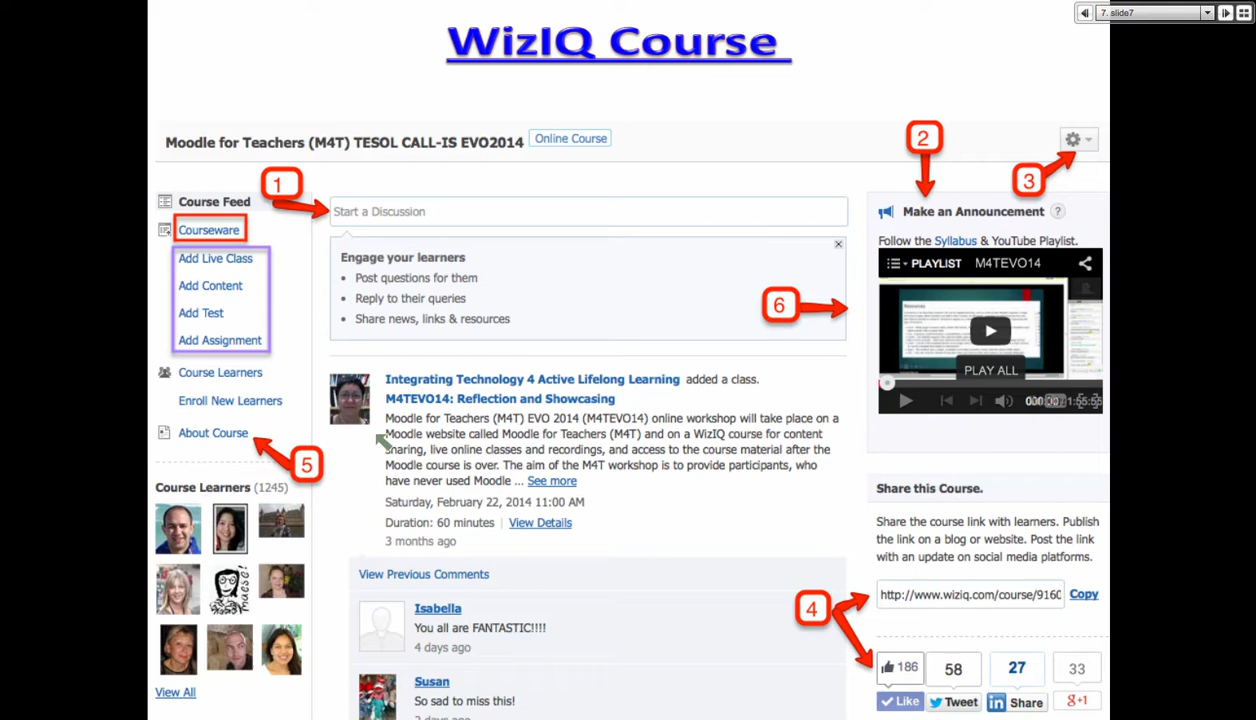 7. slide7
WizIQ Course
Moodle for Teachers (M4T) TESOL CALL-IS EVO2014 Online Course
1
2
3
Course Feed
Courseware
Add Live Class
Add Content
Add Test
Add Assignment
Course Learners
Enroll New Learners
About Course
5
Course Learners (1245)
maese!
View All
Start a Discussion
Engage your learners
• Post questions for them
• Reply to their queries
• Share news, links & resources
6
Integrating Technology 4 Active Lifelong Learning added a class.
M4TEVO14: Reflection and Showcasing
Moodle for Teachers (M4T) EVO 2014 (M4TEVO14) online workshop will take place on a
Moodle website called Moodle for Teachers (M4T) and on a WizIQ course for content
sharing, live online classes and recordings, and access to the course material after the
Moodle course is over. The aim of the M4T workshop is to provide participants, who
have never used Moodle ... See more
Saturday, February 22, 2014 11:00 AM
Duration: 60 minutes | View Details
3 months ago
View Previous Comments
Isabella
You all are FANTASTIC!!!!
4 days ago
Susan
So sad to miss this!
2 days ago
Make an Announcement ?
Follow the Syllabus & YouTube Playlist.
PLAYLIST M4TEVO14
PLAY ALL
Share this Course.
Share the course link with learners. Publish
the link on a blog or website. Post the link
with an update on social media platforms.
http://www.wiziq.com/course/9160 Copy
4
186 58 27 33
Like Tweet in Share g+1